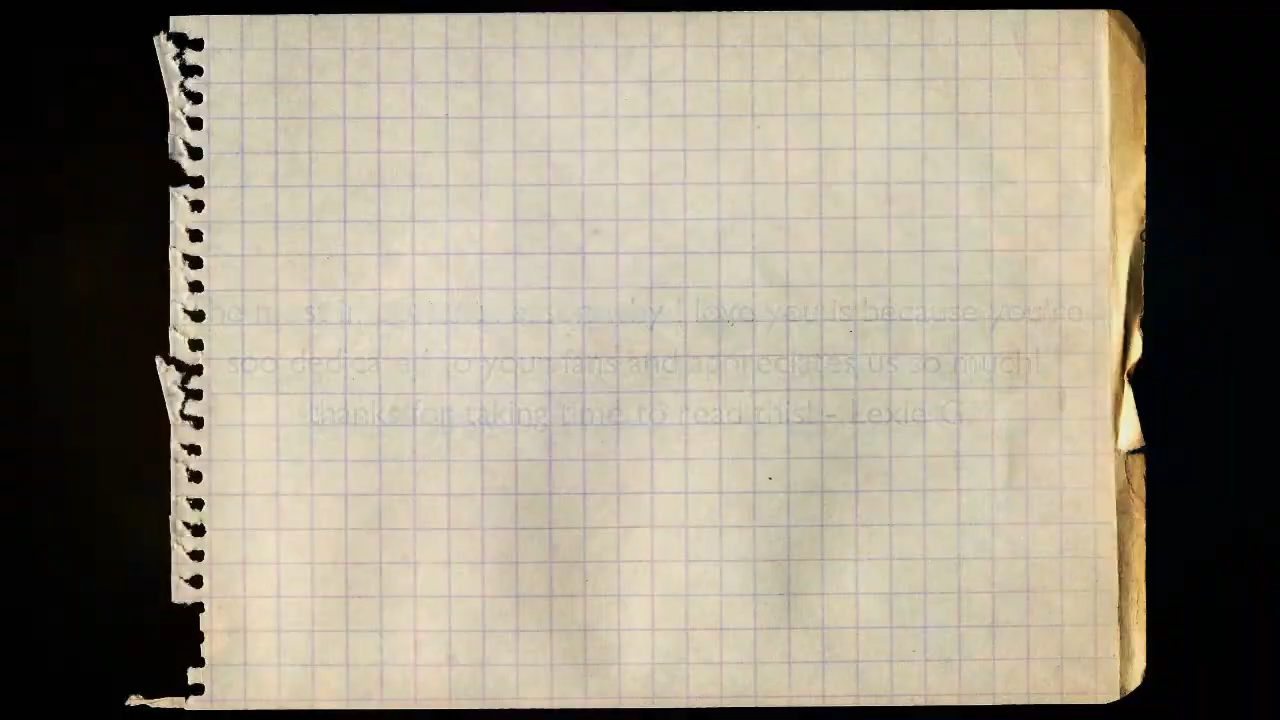 I love you is because you're
soo dedicated to your fans and appreciates us so much!
thanks for taking time to read this! - Lexie G.